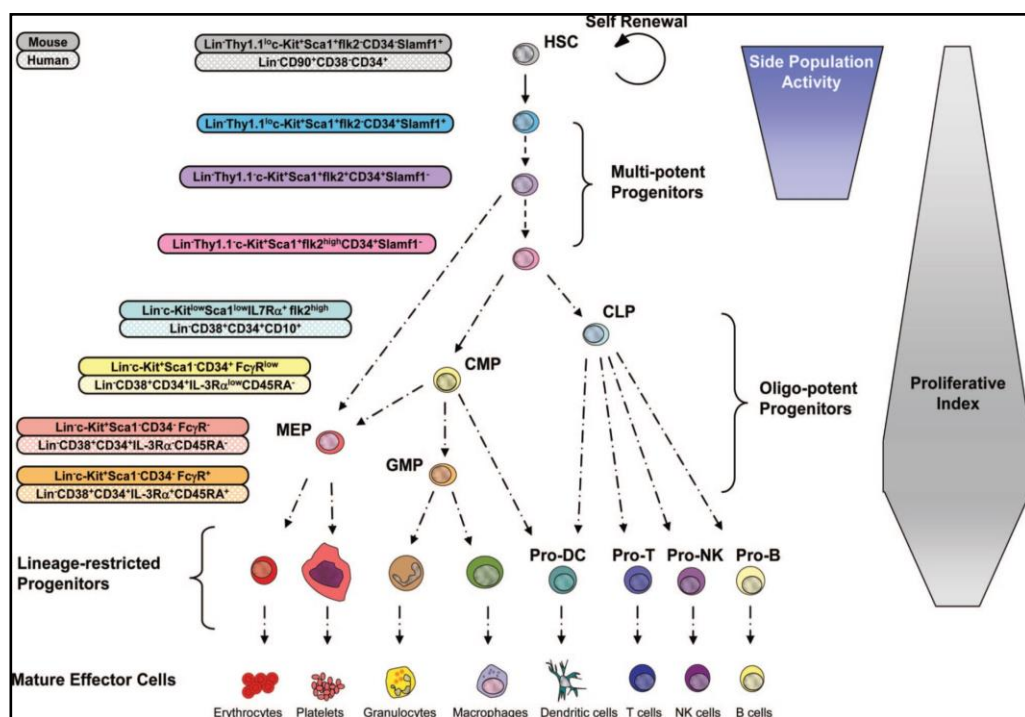 Self Renewal
Mouse
Human
Lin⁻Thy1.1ˡᵒc-Kit⁺Sca1⁺flk2⁻CD34⁻Slamf1⁺
Lin⁻CD90⁺CD38⁻CD34⁺
HSC
Side Population
Activity
Lin⁻Thy1.1ˡᵒc-Kit⁺Sca1⁺flk2⁻CD34⁺Slamf1⁺
Lin⁻Thy1.1⁻c-Kit⁺Sca1⁺flk2⁺CD34⁺Slamf1⁻
Multi-potent
Progenitors
Lin⁻Thy1.1⁻c-Kit⁺Sca1⁺flk2ʰⁱᵍʰCD34⁺Slamf1⁻
Lin⁻c-KitˡᵒʷSca1ˡᵒʷIL7Rα⁺ flk2ʰⁱᵍʰ
Lin⁻CD38⁺CD34⁺CD10⁺
CLP
Lin⁻c-Kit⁺Sca1⁻CD34⁺ FcγRˡᵒʷ
Lin⁻CD38⁺CD34⁺IL-3RαˡᵒʷCD45RA⁻
CMP
Oligo-potent
Progenitors
Proliferative
Index
Lin⁻c-Kit⁺Sca1⁻CD34⁻ FcγR⁻
Lin⁻CD38⁺CD34⁺IL-3Rα⁻CD45RA⁻
MEP
Lin⁻c-Kit⁺Sca1⁻CD34⁻ FcγR⁺
Lin⁻CD38⁺CD34⁺IL-3Rα⁺CD45RA⁺
GMP
Lineage-restricted
Progenitors
Pro-DC Pro-T Pro-NK Pro-B
Mature Effector Cells
Erythrocytes Platelets Granulocytes Macrophages Dendritic cells T cells NK cells B cells